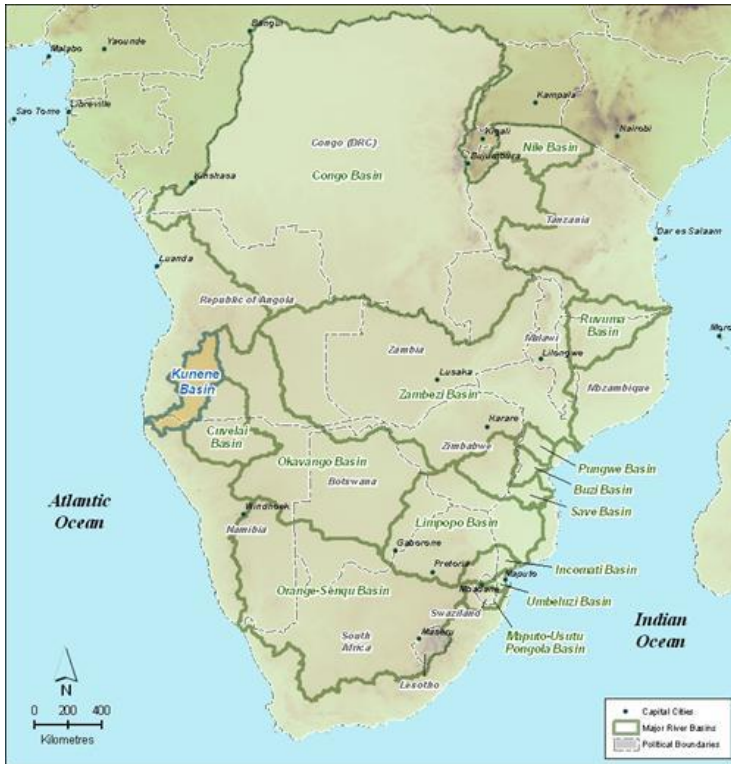 Bangui
Yaounde
Malabo
Sao Tome
Libreville
Kampala
Kigali
Nairobi
Bujumbura
Nile Basin
Congo (DRC)
Congo Basin
Kinshasa
Tanzania
Dar es Salaam
Luanda
Republic of Angola
Ruvuma
Basin
Malawi
Lilongwe
Zambia
Lusaka
Zambezi Basin
Mozambique
Kunene
Basin
Cuvelai
Basin
Harare
Zimbabwe
Okavango Basin
Botswana
Pungwe Basin
Buzi Basin
Save Basin
Atlantic
Ocean
Windhoek
Namibia
Limpopo Basin
Gaborone
Pretoria
Incomati Basin
Maputo
Mbabane
Umbeluzi Basin
Orange-Senqu Basin
Swaziland
Maputo-Usutu
Pongola Basin
Indian
Ocean
South
Africa
Maseru
Lesotho
N
0 200 400
Kilometres
Capital Cities
Major River Basins
Political Boundaries